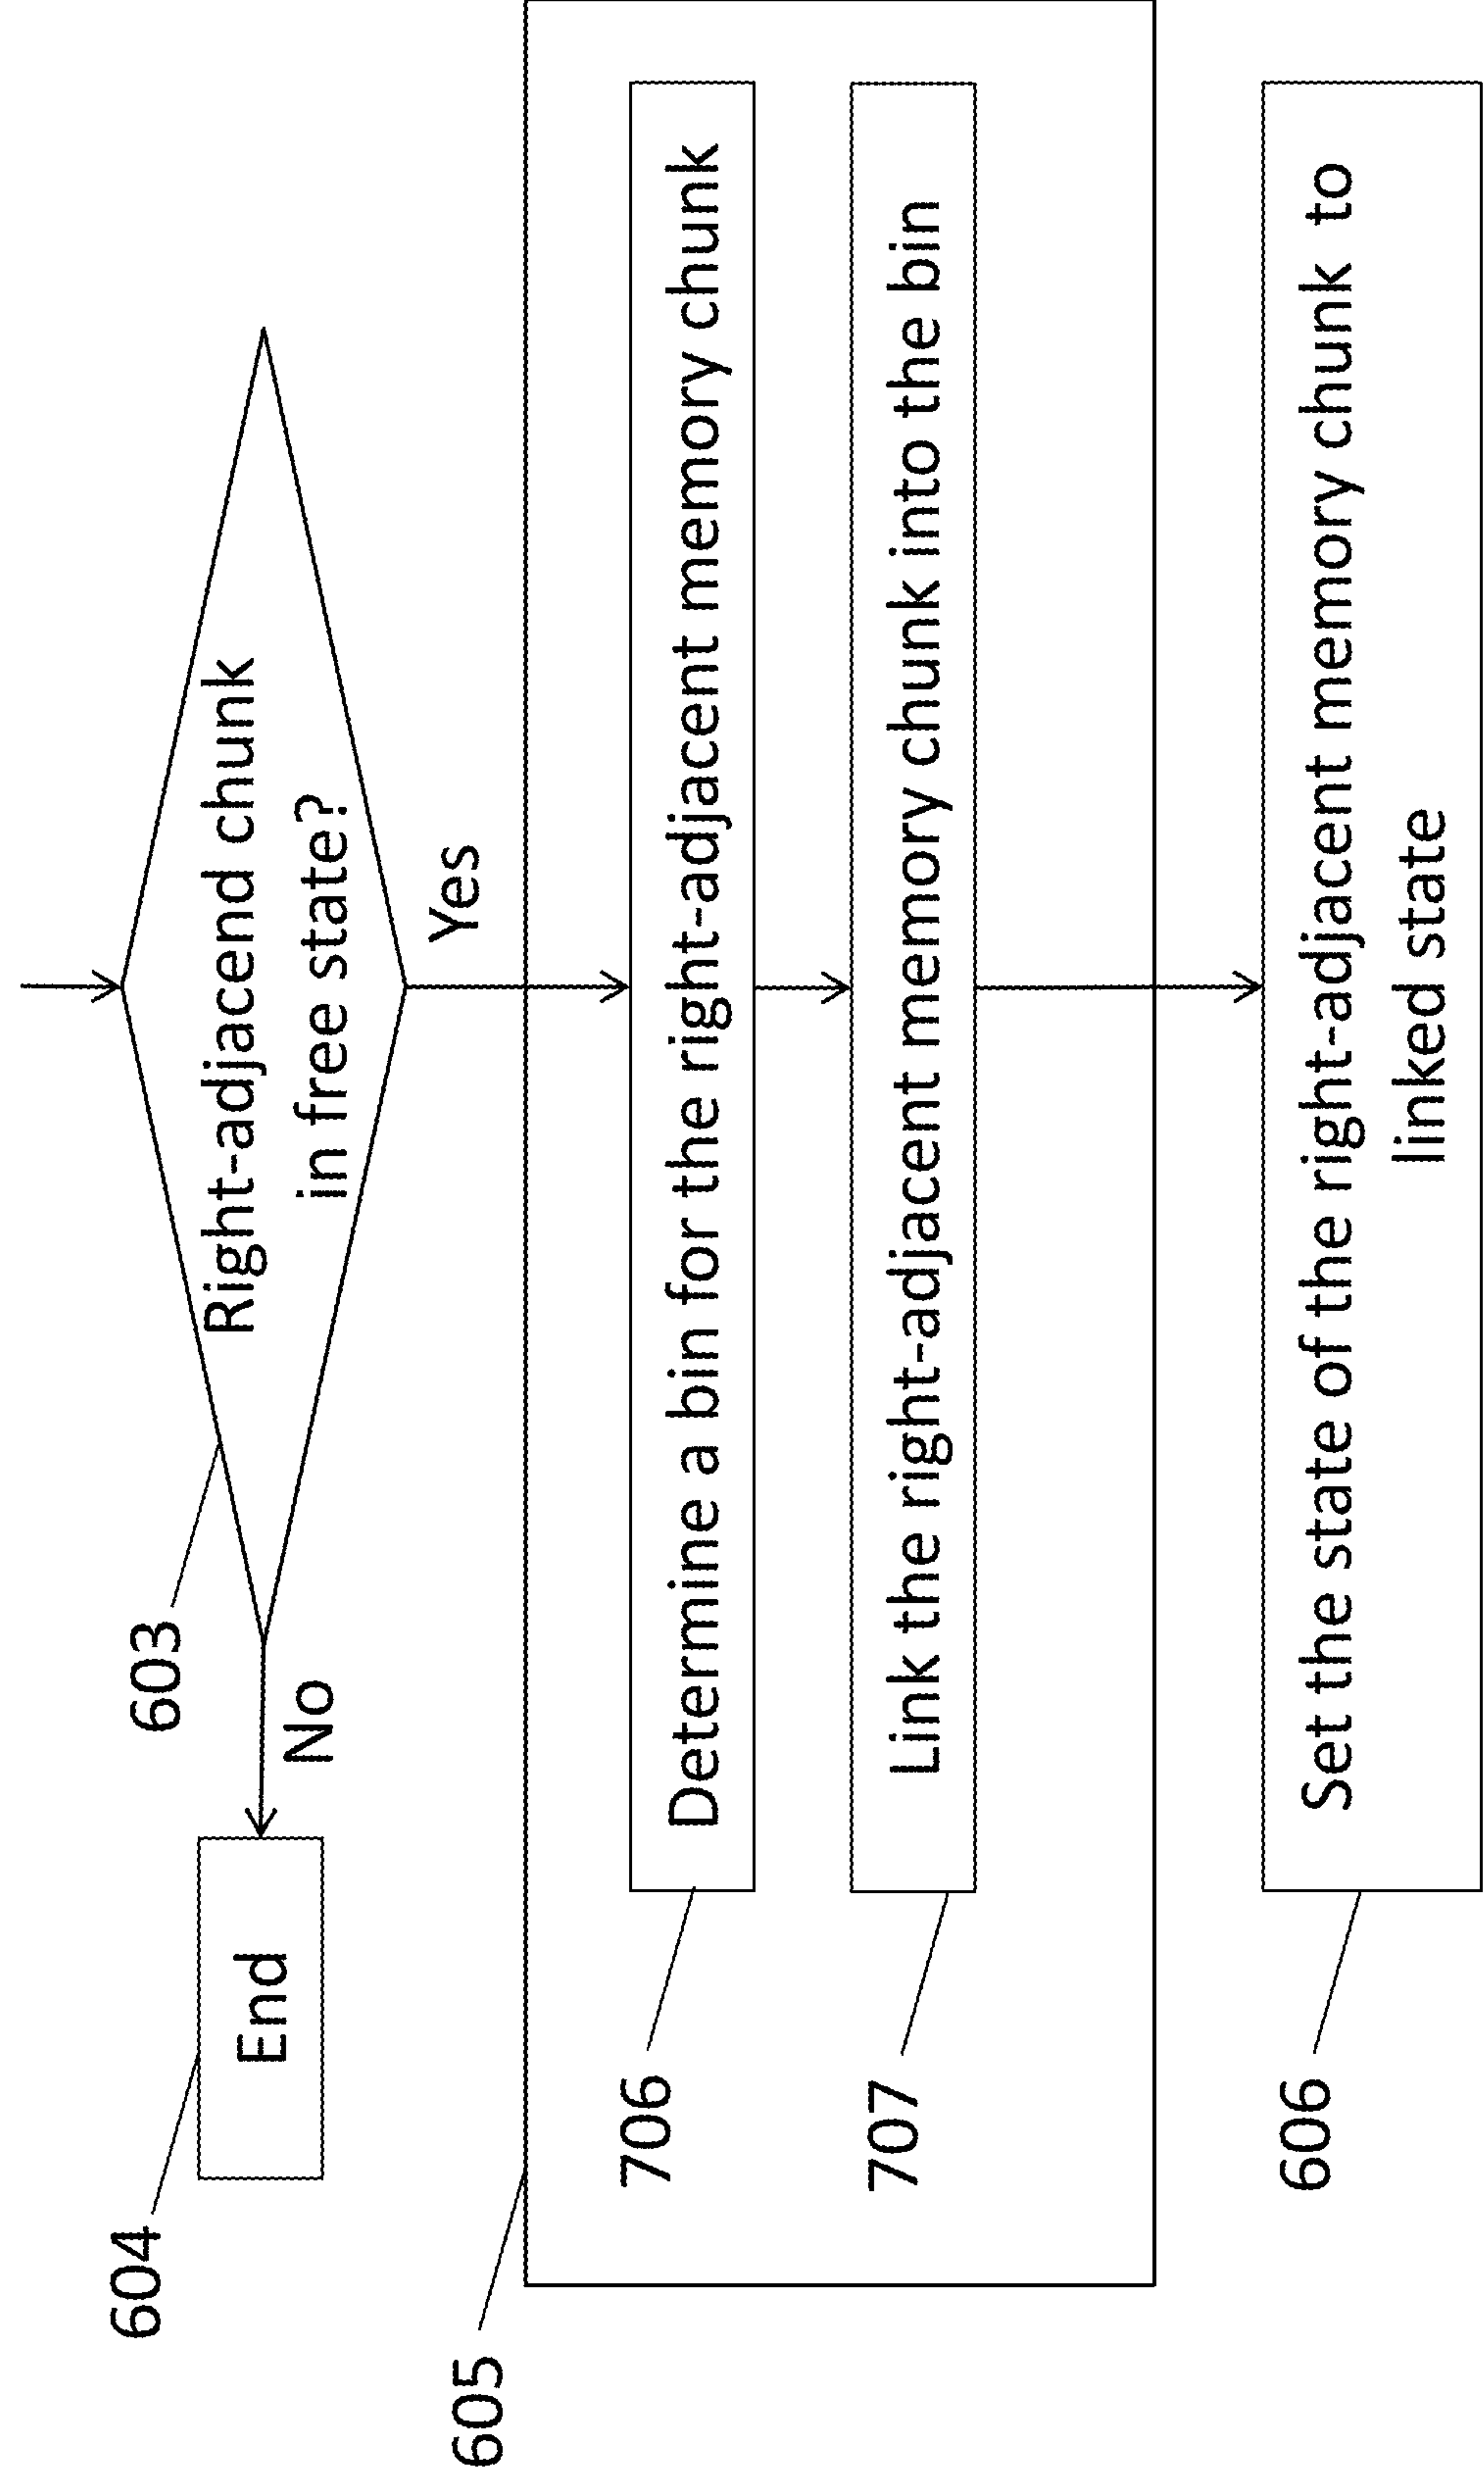 603
Right-adjacend chunk
in free state?
No
604
End
Yes
605
706
Determine a bin for the right-adjacent memory chunk
707
Link the right-adjacent memory chunk into the bin
606
Set the state of the right-adjacent memory chunk to
linked state